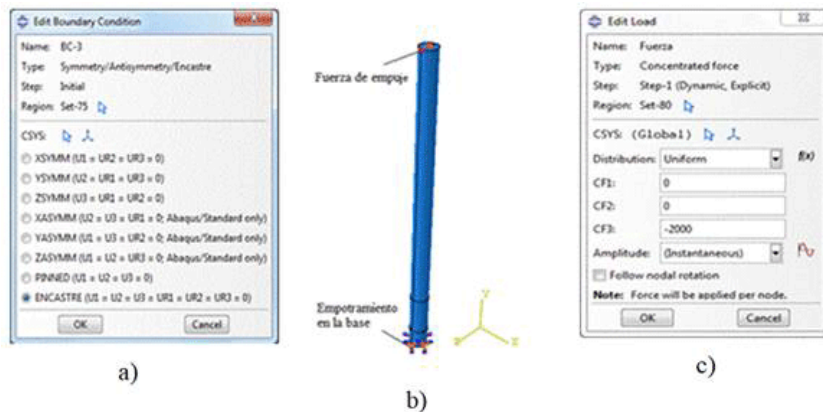 Edit Boundary Condition
Name: BC-3
Type: Symmetry/Antisymmetry/Encastre
Step: Initial
Region: Set-75
CSYS:
XSYMM (U1 = UR2 = UR3 = 0)
YSYMM (U2 = UR1 = UR3 = 0)
ZSYMM (U3 = UR1 = UR2 = 0)
XASYMM (U2 = U3 = UR1 = 0; Abaqus/Standard only)
YASYMM (U1 = U3 = UR2 = 0; Abaqus/Standard only)
ZASYMM (U1 = U2 = UR3 = 0; Abaqus/Standard only)
PINNED (U1 = U2 = U3 = 0)
ENCASTRE (U1 = U2 = U3 = UR1 = UR2 = UR3 = 0)
OK
Cancel
a)
Fuerza de empuje
Empotramiento
en la base
Y
b)
Edit Load
Name: Fuerza
Type: Concentrated force
Step: Step-1 (Dynamic, Explicit)
Region: Set-80
CSYS: (Global)
Distribution: Uniform f(x)
CF1: 0
CF2: 0
CF3: -2000
Amplitude: (Instantaneous)
Follow nodal rotation
Note: Force will be applied per node.
OK
Cancel
c)